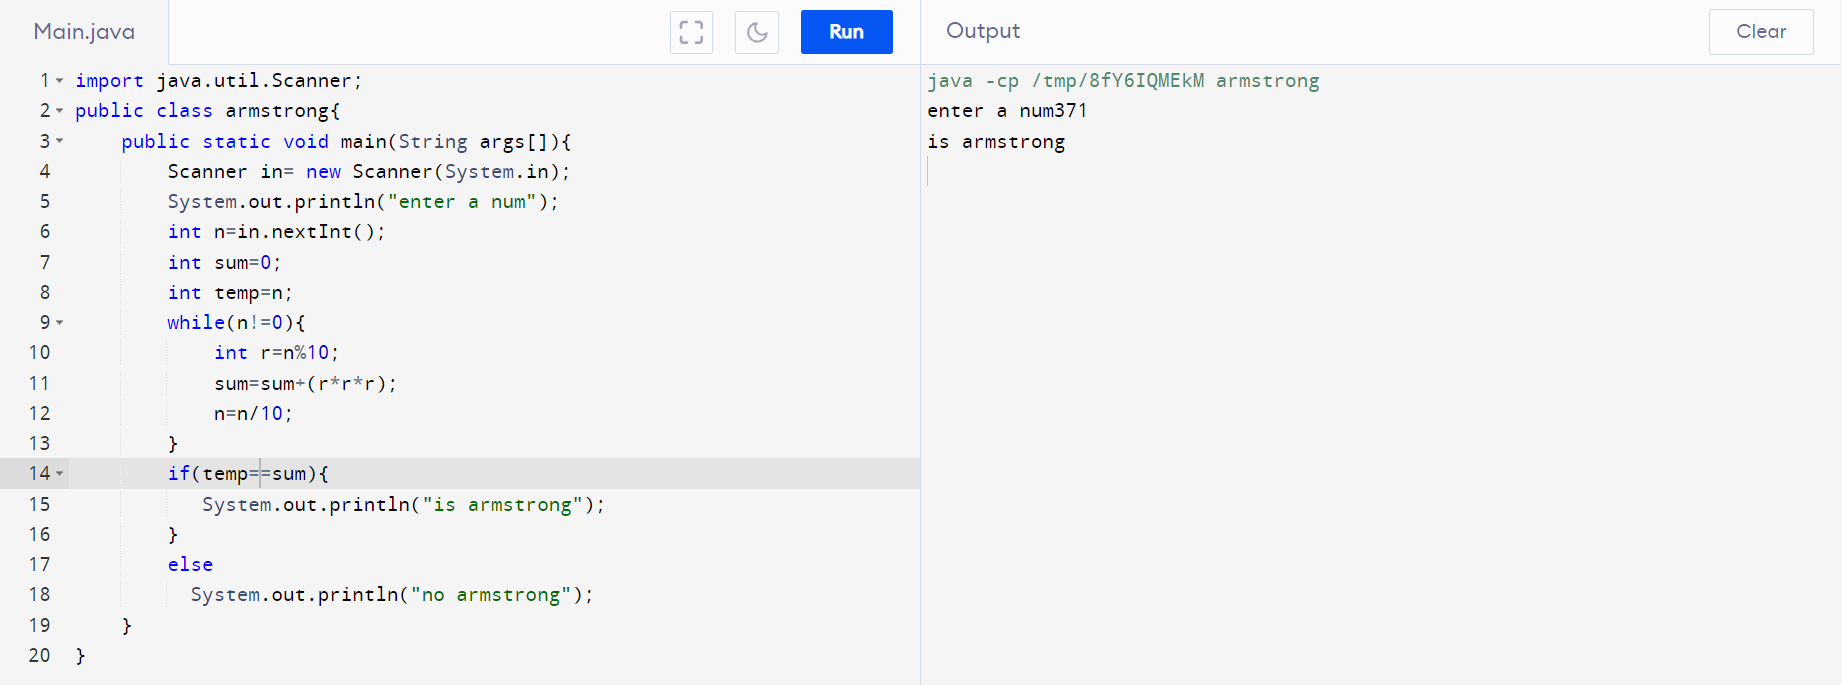 Main.java
Run
Output
Clear
1 import java.util.Scanner;
2 public class armstrong{
3     public static void main(String args[]){
4         Scanner in= new Scanner(System.in);
5         System.out.println("enter a num");
6         int n=in.nextInt();
7         int sum=0;
8         int temp=n;
9         while(n!=0){
10             int r=n%10;
11             sum=sum+(r*r*r);
12             n=n/10;
13         }
14         if(temp==sum){
15            System.out.println("is armstrong");
16         }
17         else
18           System.out.println("no armstrong");
19     }
20 }
java -cp /tmp/8fY6IQMEkM armstrong
enter a num371
is armstrong